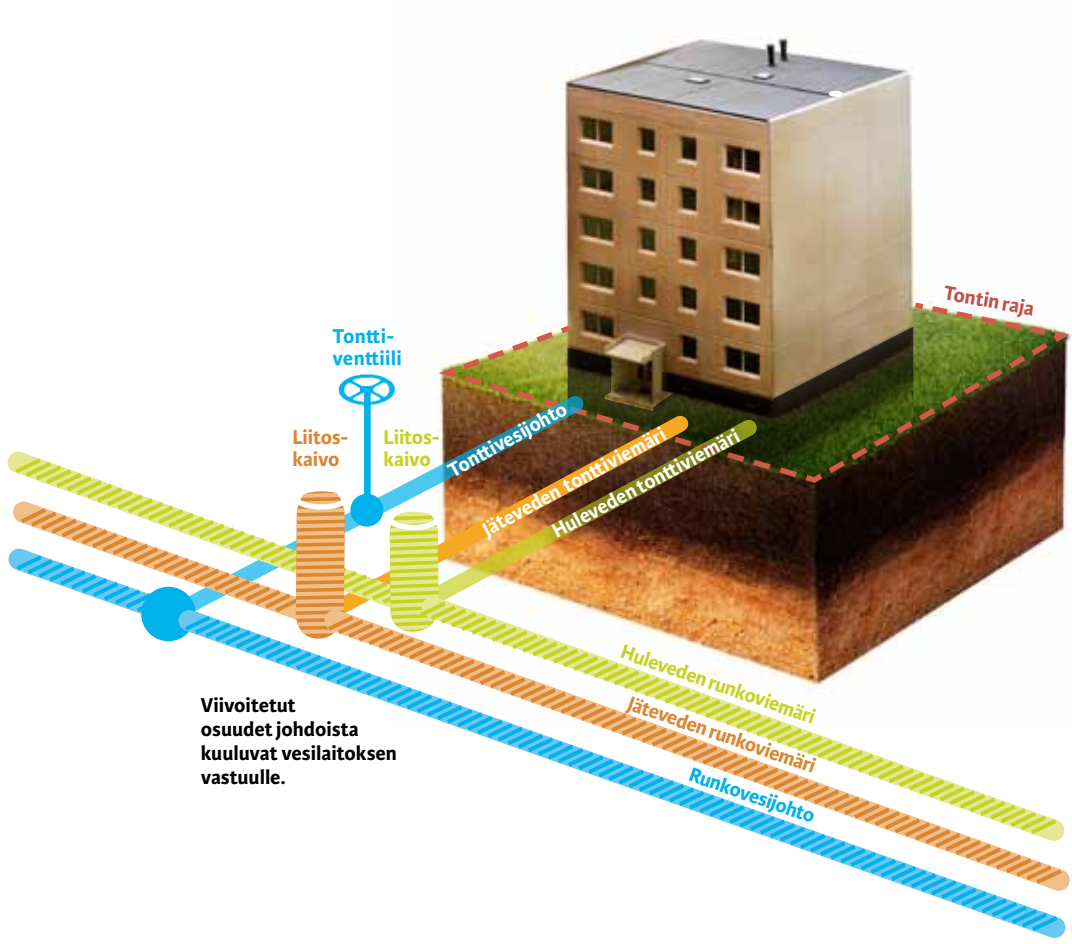 Tontin raja
Tontti-
venttiili
Liitos-
kaivo
Liitos-
kaivo
Tonttivesijohto
Jäteveden tonttiviemäri
Huleveden tonttiviemäri
Huleveden runkoviemäri
Jäteveden runkoviemäri
Runkovesijohto
Viivoitetut
osuudet johdoista
kuuluvat vesilaitoksen
vastuulle.